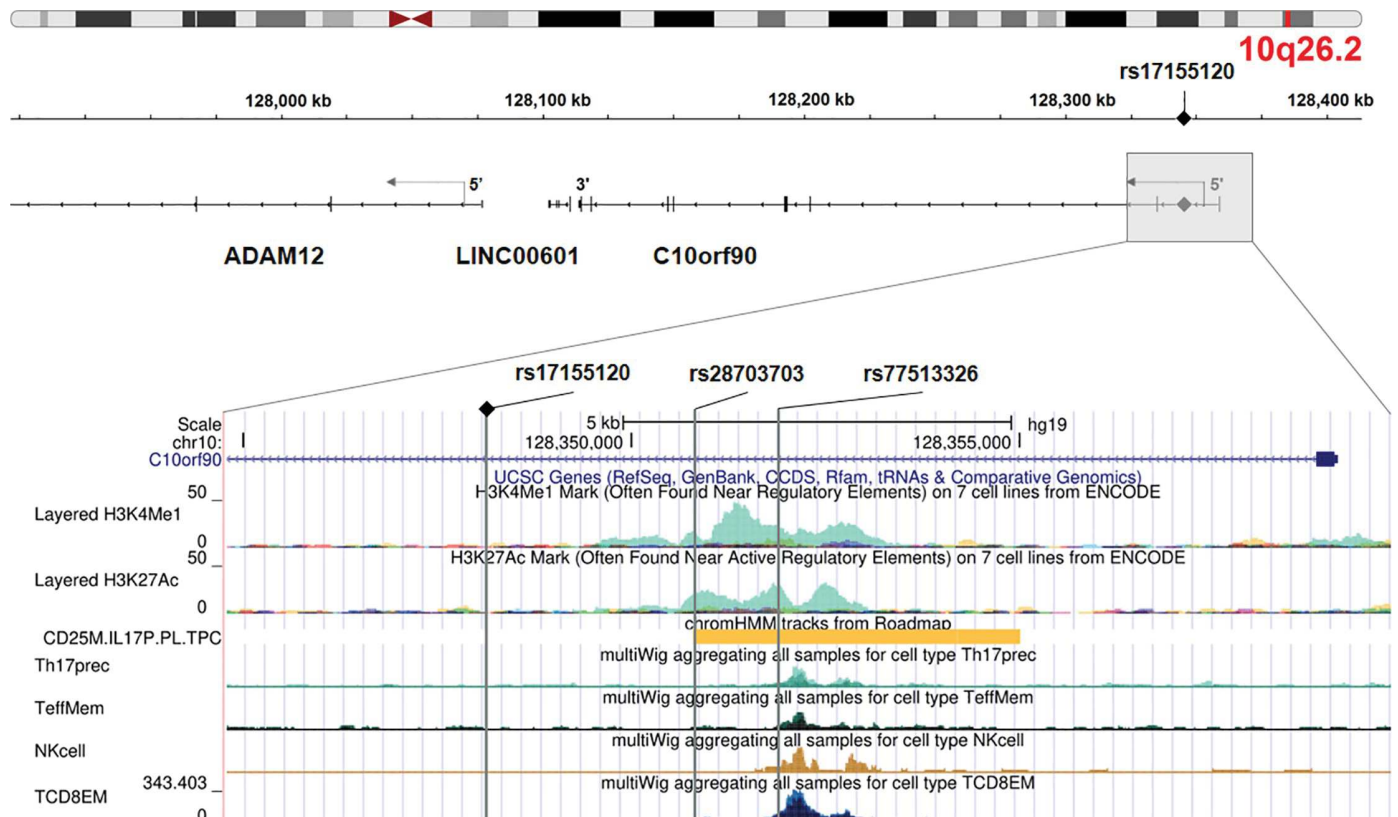 10q26.2
rs17155120
128,000 kb 128,100 kb 128,200 kb 128,300 kb 128,400 kb
5' 3' 5'
ADAM12 LINC00601 C10orf90
rs17155120 rs28703703 rs77513326
Scale 5 kb hg19
chr10: 128,350,000 128,355,000
C10orf90
UCSC Genes (RefSeq, GenBank, CCDS, Rfam, tRNAs & Comparative Genomics)
H3K4Me1 Mark (Often Found Near Regulatory Elements) on 7 cell lines from ENCODE
50
Layered H3K4Me1
0
H3K27Ac Mark (Often Found Near Active Regulatory Elements) on 7 cell lines from ENCODE
50
Layered H3K27Ac
0
chromHMM tracks from Roadmap
CD25M.IL17P.PL.TPC
multiWig aggregating all samples for cell type Th17prec
Th17prec
multiWig aggregating all samples for cell type TeffMem
TeffMem
multiWig aggregating all samples for cell type NKcell
NKcell
multiWig aggregating all samples for cell type TCD8EM
343.403
TCD8EM
0